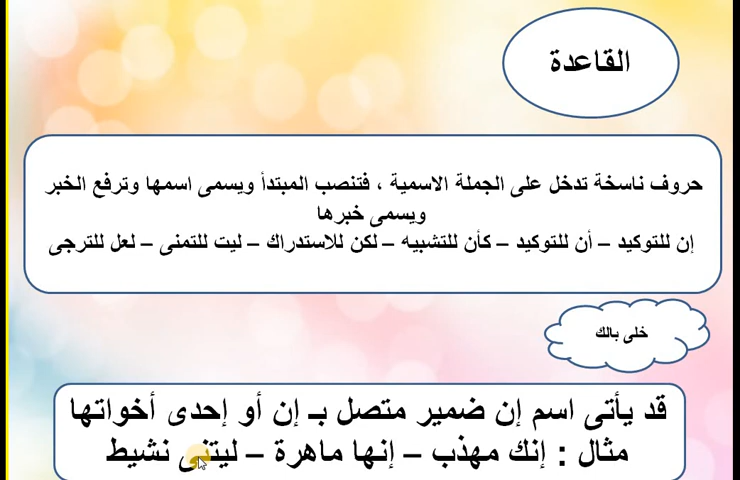 القاعدة
حروف ناسخة تدخل على الجملة الاسمية ، فتنصب المبتدأ ويسمى اسمها وترفع الخبر
ويسمى خبرها
إن للتوكيد – أن للتوكيد – كأن للتشبيه – لكن للاستدراك – ليت للتمنى – لعل للترجى
خلى بالك
قد يأتى اسم إن ضمير متصل بـ إن أو إحدى أخواتها
مثال : إنك مهذب – إنها ماهرة – ليتنى نشيط